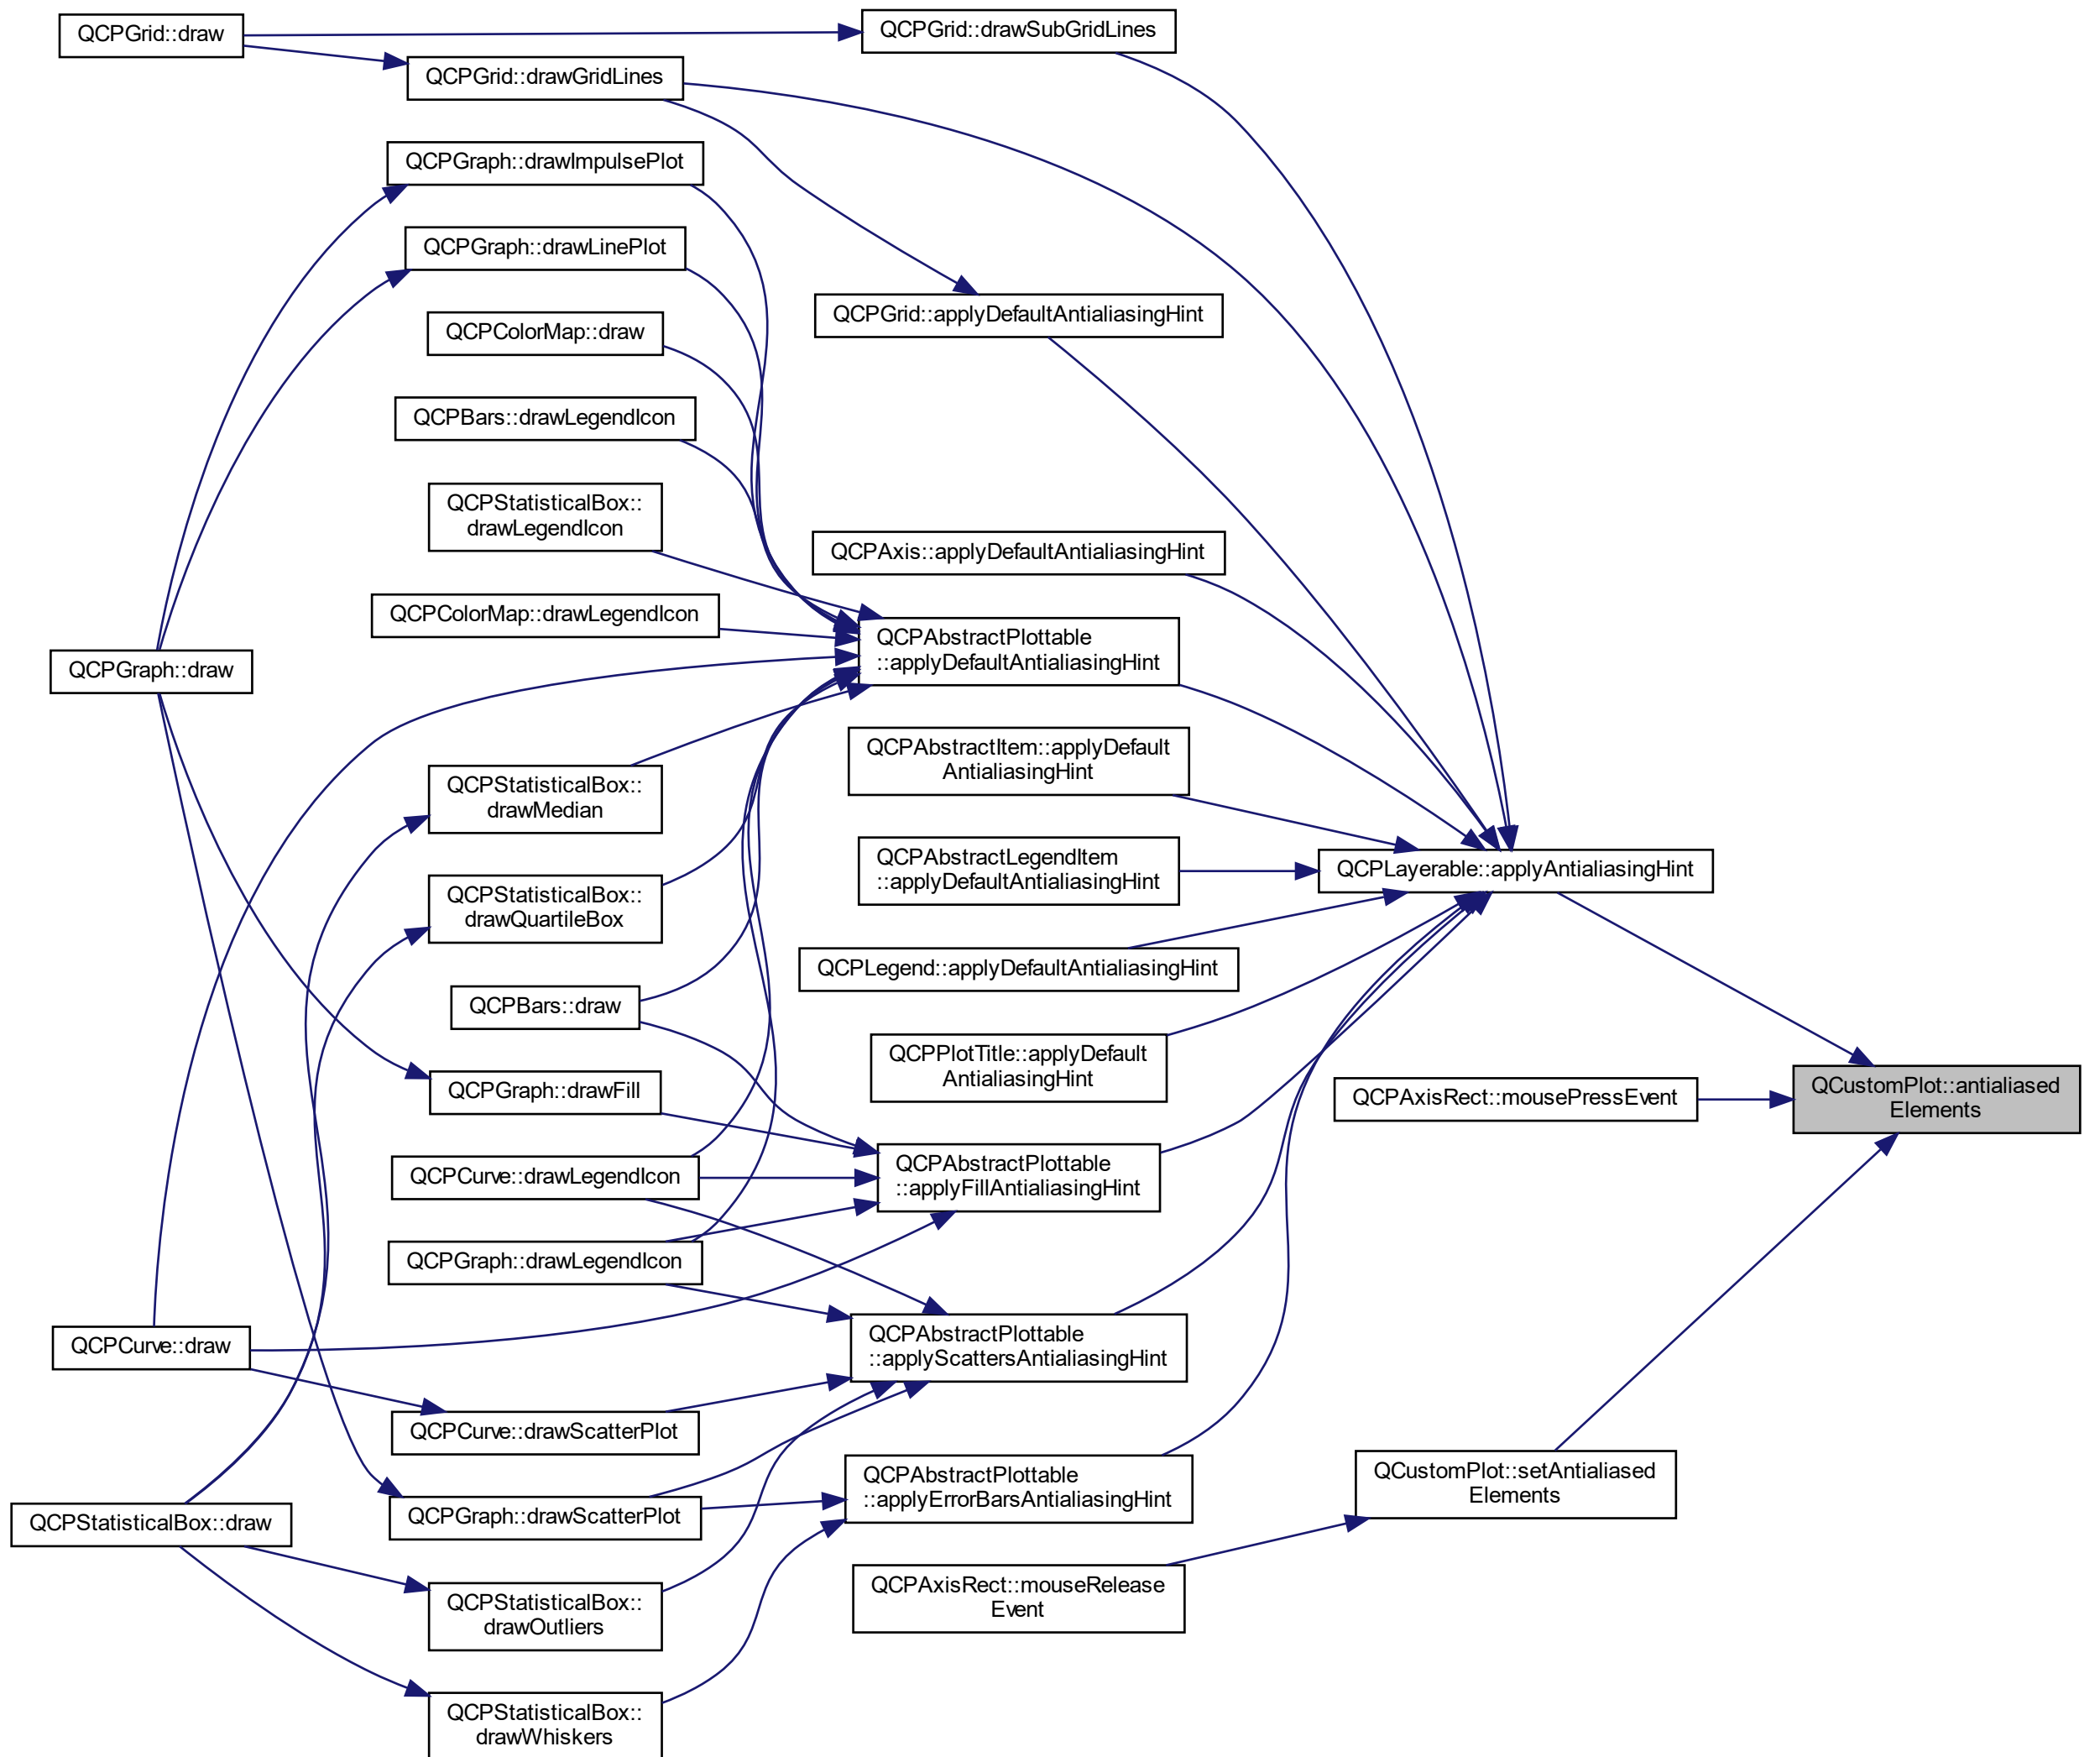 QCPGrid::draw
QCPGrid::drawSubGridLines
QCPGrid::drawGridLines
QCPGraph::drawImpulsePlot
QCPGraph::drawLinePlot
QCPGrid::applyDefaultAntialiasingHint
QCPColorMap::draw
QCPBars::drawLegendIcon
QCPStatisticalBox::
drawLegendIcon
QCPAxis::applyDefaultAntialiasingHint
QCPColorMap::drawLegendIcon
QCPAbstractPlottable
::applyDefaultAntialiasingHint
QCPGraph::draw
QCPAbstractItem::applyDefault
AntialiasingHint
QCPStatisticalBox::
drawMedian
QCPAbstractLegendItem
::applyDefaultAntialiasingHint
QCPLayerable::applyAntialiasingHint
QCPStatisticalBox::
drawQuartileBox
QCPLegend::applyDefaultAntialiasingHint
QCPBars::draw
QCPPlotTitle::applyDefault
AntialiasingHint
QCPGraph::drawFill
QCPAxisRect::mousePressEvent
QCustomPlot::antialiased
Elements
QCPCurve::drawLegendIcon
QCPAbstractPlottable
::applyFillAntialiasingHint
QCPGraph::drawLegendIcon
QCPCurve::draw
QCPAbstractPlottable
::applyScattersAntialiasingHint
QCPCurve::drawScatterPlot
QCustomPlot::setAntialiased
Elements
QCPAbstractPlottable
::applyErrorBarsAntialiasingHint
QCPGraph::drawScatterPlot
QCPStatisticalBox::draw
QCPAxisRect::mouseRelease
Event
QCPStatisticalBox::
drawOutliers
QCPStatisticalBox::
drawWhiskers